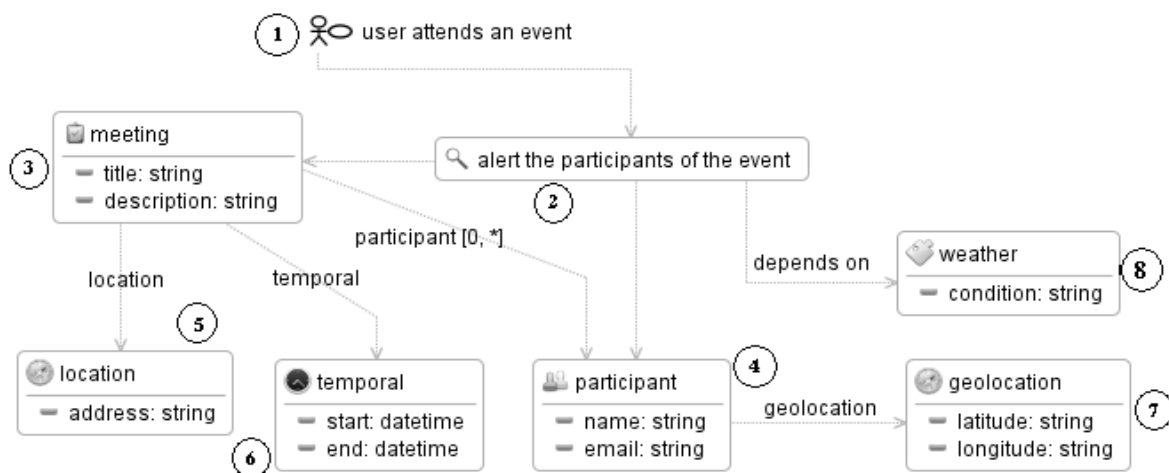 1 user attends an event
3 meeting
title: string
description: string
alert the participants of the event
2
participant [0, *]
location
temporal
depends on
weather
condition: string
8
5
location
address: string
temporal
start: datetime
end: datetime
6
participant
name: string
email: string
4
geolocation
geolocation
latitude: string
longitude: string
7